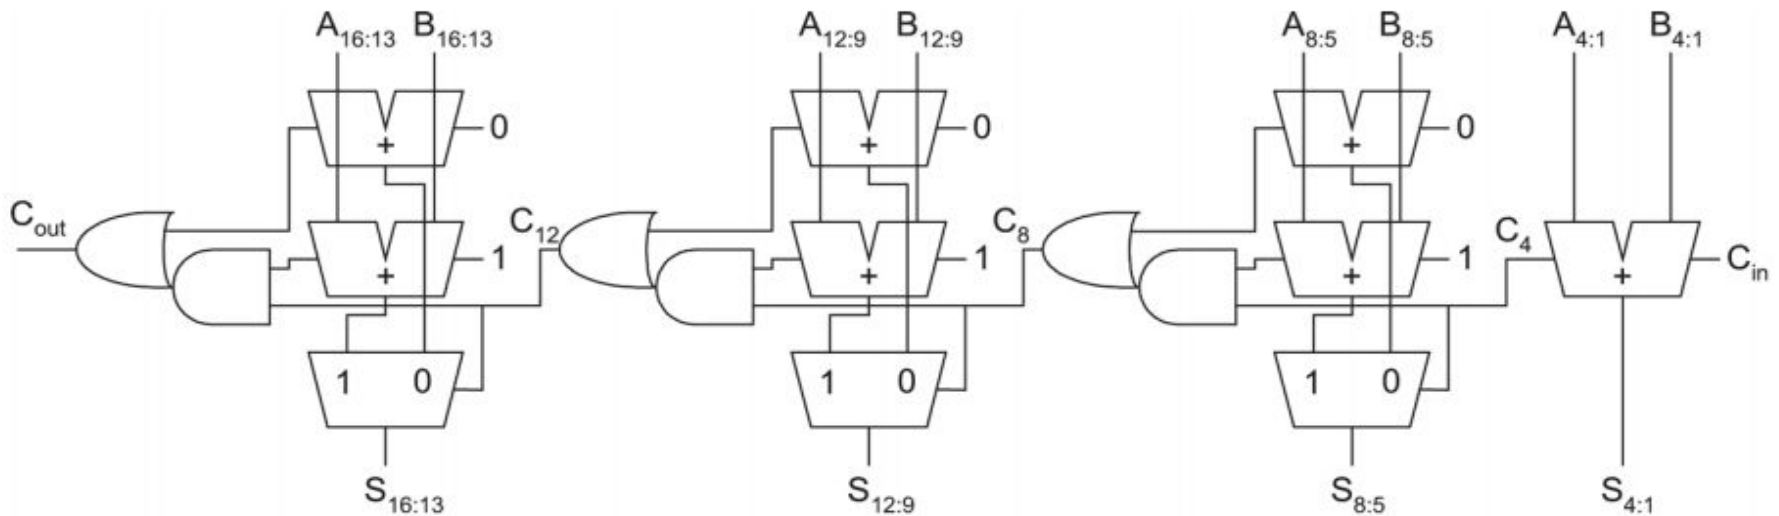 A16:13 B16:13 A12:9 B12:9 A8:5 B8:5 A4:1 B4:1
0 0 0
+ + +
Cout C12 C8 C4
1 1 1 Cin
+ + + +
1 0 1 0 1 0
S16:13 S12:9 S8:5 S4:1